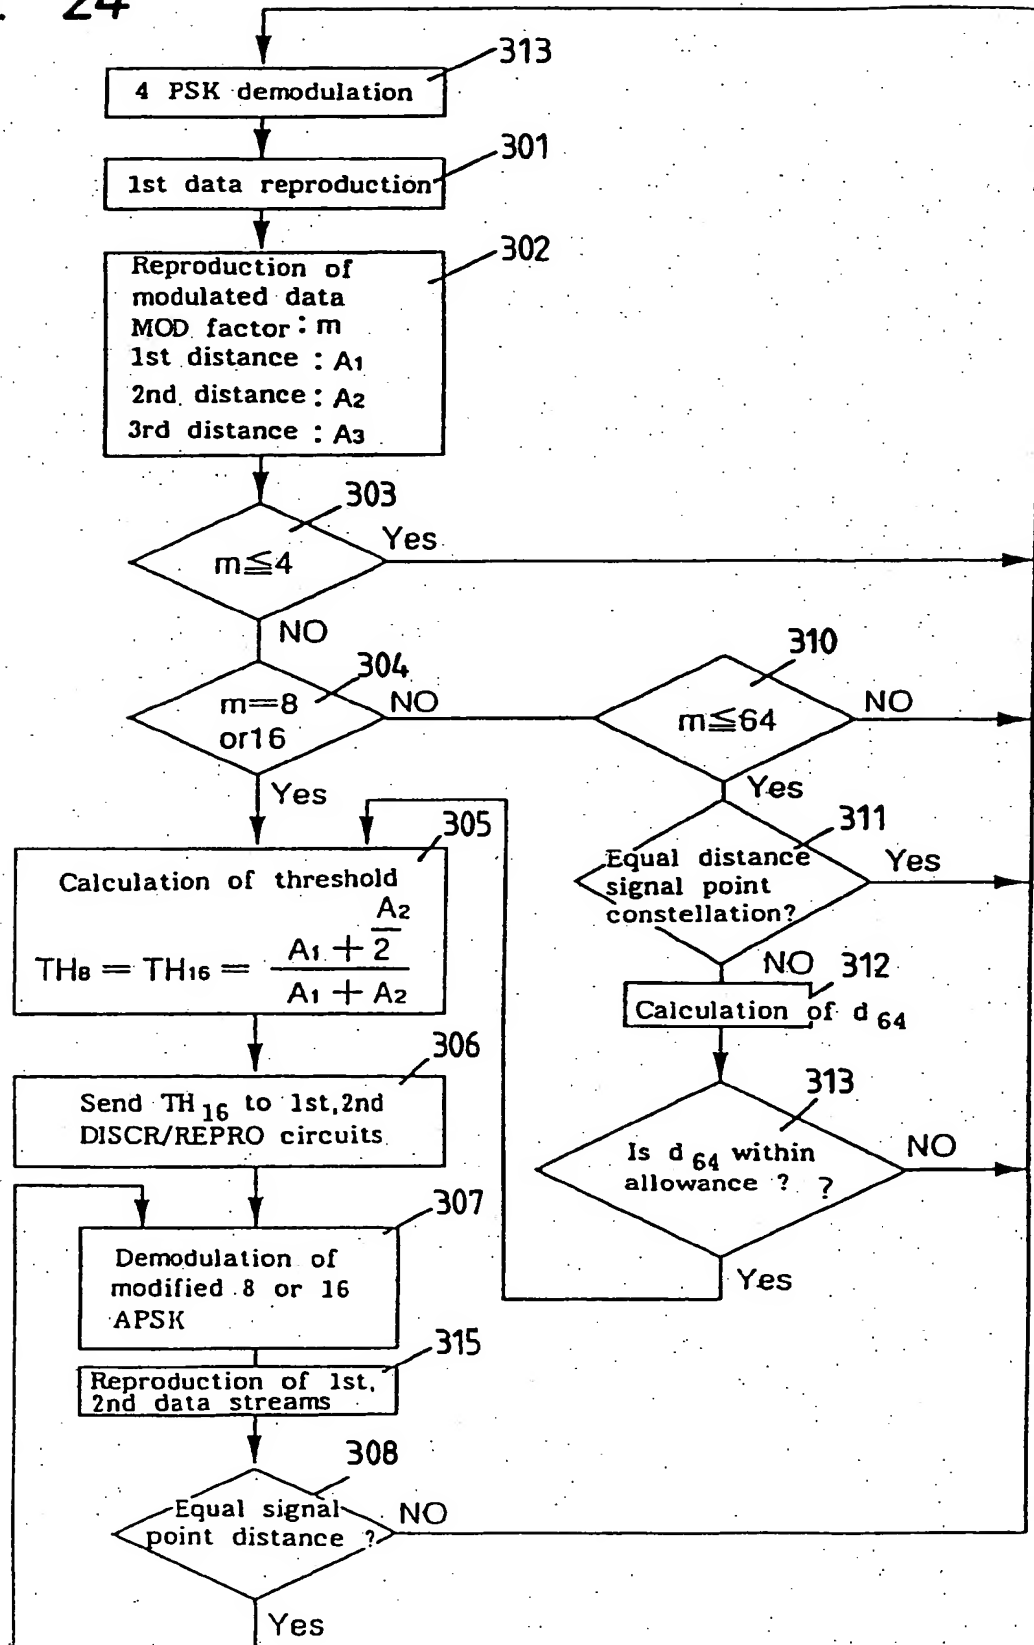 . 24
313
4 PSK demodulation
301
1st data reproduction
302
Reproduction of
modulated data
MOD factor : m
1st distance : A1
2nd distance : A2
3rd distance : A3
303
m≦4
Yes
NO
304
m=8
or16
NO
Yes
310
m≦64
NO
Yes
311
Equal distance
signal point
constellation?
Yes
NO
312
Calculation of d 64
313
Is d 64 within
allowance ? ?
NO
Yes
305
Calculation of threshold
TH8 = TH16 = (A1 + A2/2) / (A1 + A2)
306
Send TH16 to 1st,2nd
DISCR/REPRO circuits
307
Demodulation of
modified 8 or 16
APSK
315
Reproduction of 1st,
2nd data streams
308
Equal signal
point distance ?
NO
Yes